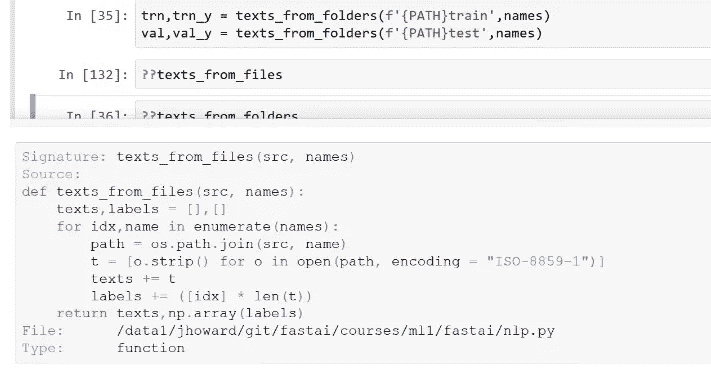 In [35]: trn,trn_y = texts_from_folders(f'{PATH}train',names)
val,val_y = texts_from_folders(f'{PATH}test',names)
In [132]: ??texts_from_files
In [36]: ??texts_from_folders
Signature: texts_from_files(src, names)
Source:
def texts_from_files(src, names):
    texts,labels = [],[]
    for idx,name in enumerate(names):
        path = os.path.join(src, name)
        t = [o.strip() for o in open(path, encoding = "ISO-8859-1")]
        texts += t
        labels += ([idx] * len(t))
    return texts,np.array(labels)
File:      /data1/jhoward/git/fastai/courses/ml1/fastai/nlp.py
Type:      function